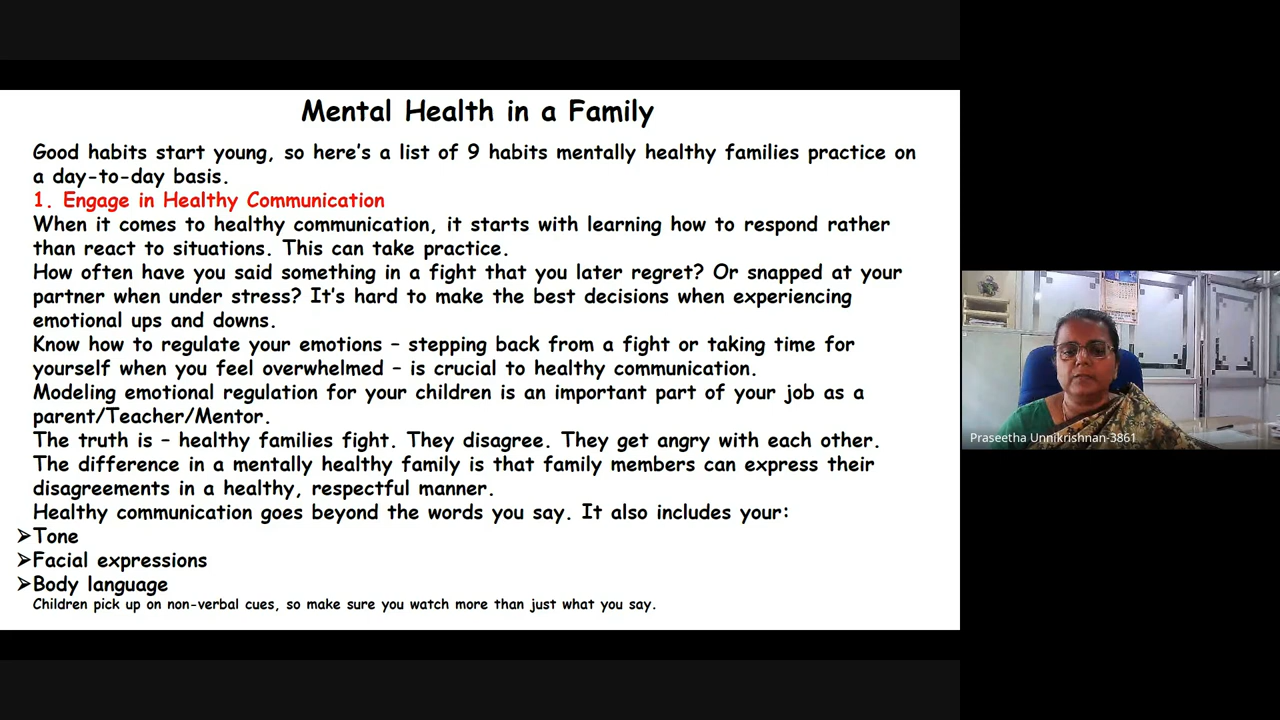 Mental Health in a Family
Good habits start young, so here's a list of 9 habits mentally healthy families practice on
a day-to-day basis.
1. Engage in Healthy Communication
When it comes to healthy communication, it starts with learning how to respond rather
than react to situations. This can take practice.
How often have you said something in a fight that you later regret? Or snapped at your
partner when under stress? It's hard to make the best decisions when experiencing
emotional ups and downs.
Know how to regulate your emotions – stepping back from a fight or taking time for
yourself when you feel overwhelmed – is crucial to healthy communication.
Modeling emotional regulation for your children is an important part of your job as a
parent/Teacher/Mentor.
The truth is – healthy families fight. They disagree. They get angry with each other.
The difference in a mentally healthy family is that family members can express their
disagreements in a healthy, respectful manner.
Healthy communication goes beyond the words you say. It also includes your:
➢Tone
➢Facial expressions
➢Body language
Children pick up on non-verbal cues, so make sure you watch more than just what you say.
Praseetha Unnikrishnan-3861